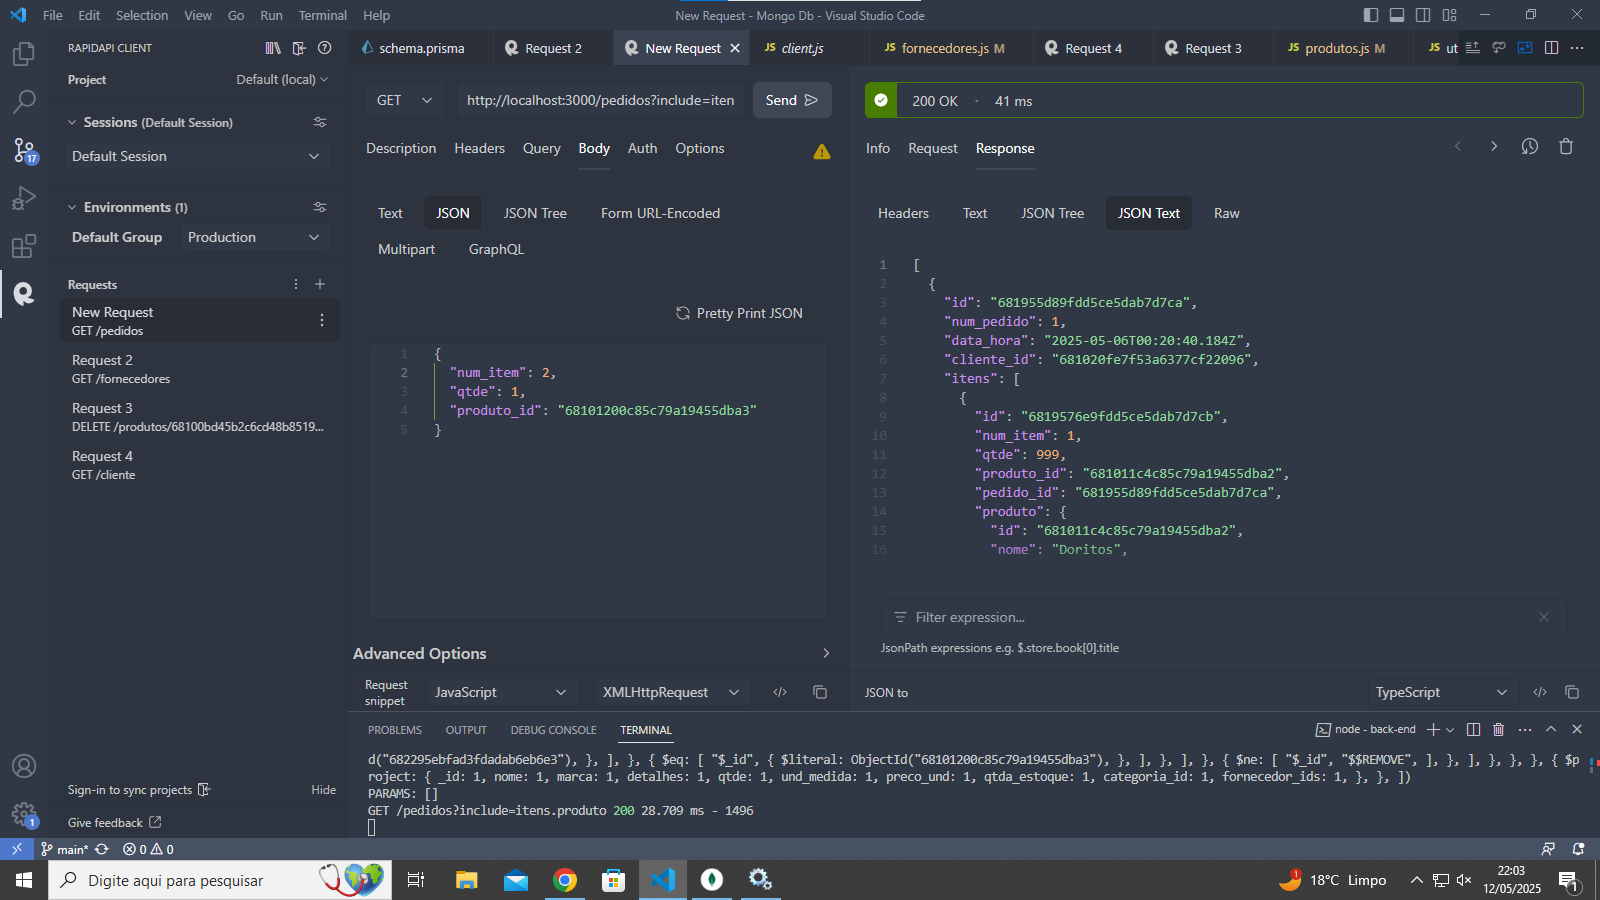 File Edit Selection View Go Run Terminal Help
New Request - Mongo Db - Visual Studio Code
RAPIDAPI CLIENT
schema.prisma
Request 2
New Request
JS client.js
JS fornecedores.js M
Request 4
Request 3
JS produtos.js M
JS ut
Project Default (local)
Sessions (Default Session)
Default Session
17
Environments (1)
Default Group Production
Requests
New Request
GET /pedidos
Request 2
GET /fornecedores
Request 3
DELETE /produtos/68100bd45b2c6cd48b8519...
Request 4
GET /cliente
Sign-in to sync projects Hide
Give feedback
1
GET http://localhost:3000/pedidos?include=iten Send
Description Headers Query Body Auth Options
Text JSON JSON Tree Form URL-Encoded
Multipart GraphQL
Pretty Print JSON
1 {
2 "num_item": 2,
3 "qtde": 1,
4 "produto_id": "68101200c85c79a19455dba3"
5 }
Advanced Options
Request snippet JavaScript XMLHttpRequest
200 OK · 41 ms
Info Request Response
Headers Text JSON Tree JSON Text Raw
1 [
2 {
3 "id": "681955d89fdd5ce5dab7d7ca",
4 "num_pedido": 1,
5 "data_hora": "2025-05-06T00:20:40.184Z",
6 "cliente_id": "681020fe7f53a6377cf22096",
7 "itens": [
8 {
9 "id": "6819576e9fdd5ce5dab7d7cb",
10 "num_item": 1,
11 "qtde": 999,
12 "produto_id": "681011c4c85c79a19455dba2",
13 "pedido_id": "681955d89fdd5ce5dab7d7ca",
14 "produto": {
15 "id": "681011c4c85c79a19455dba2",
16 "nome": "Doritos",
Filter expression...
JsonPath expressions e.g. $.store.book[0].title
JSON to TypeScript
PROBLEMS OUTPUT DEBUG CONSOLE TERMINAL
node - back-end
d("682295ebfad3fdadab6eb6e3"), }, ], }, { $eq: [ "$_id", { $literal: ObjectId("68101200c85c79a19455dba3"), }, ], }, ], }, { $ne: [ "$_id", "$$REMOVE", ], }, ], }, }, }, { $p
roject: { _id: 1, nome: 1, marca: 1, detalhes: 1, qtde: 1, und_medida: 1, preco_und: 1, qtda_estoque: 1, categoria_id: 1, fornecedor_ids: 1, }, }, ])
PARAMS: []
GET /pedidos?include=itens.produto 200 28.709 ms - 1496
main* 0 0
Digite aqui para pesquisar
1
18°C Limpo
22:03
12/05/2025
1